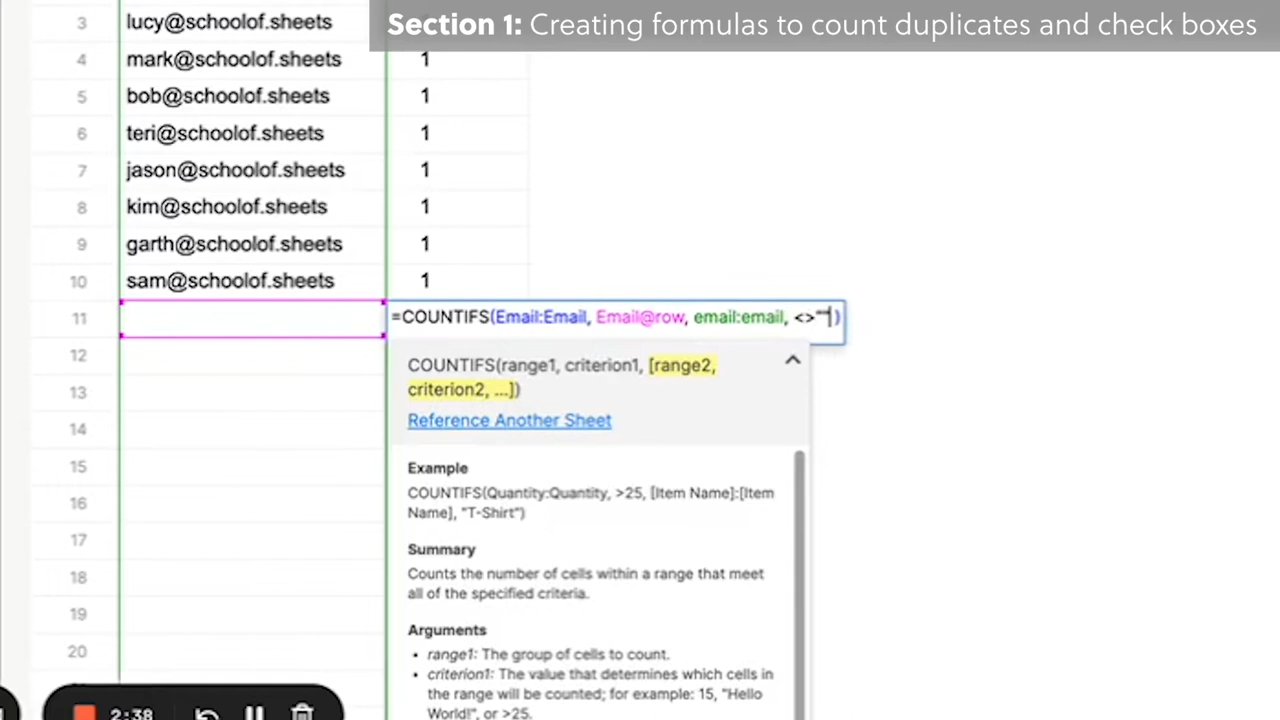 Section 1: Creating formulas to count duplicates and check boxes
3 lucy@schoolof.sheets
4 mark@schoolof.sheets 1
5 bob@schoolof.sheets 1
6 teri@schoolof.sheets 1
7 jason@schoolof.sheets 1
8 kim@schoolof.sheets 1
9 garth@schoolof.sheets 1
10 sam@schoolof.sheets 1
11 =COUNTIFS(Email:Email, Email@row, email:email, <>"")
12
COUNTIFS(range1, criterion1, [range2,
criterion2, ...])
13
Reference Another Sheet
14
15
Example
16
COUNTIFS(Quantity:Quantity, >25, [Item Name]:[Item
Name], "T-Shirt")
17
Summary
18
Counts the number of cells within a range that meet
all of the specified criteria.
19
Arguments
20
• range1: The group of cells to count.
• criterion1: The value that determines which cells in
the range will be counted; for example: 15, "Hello
World!", or >25.
2:38